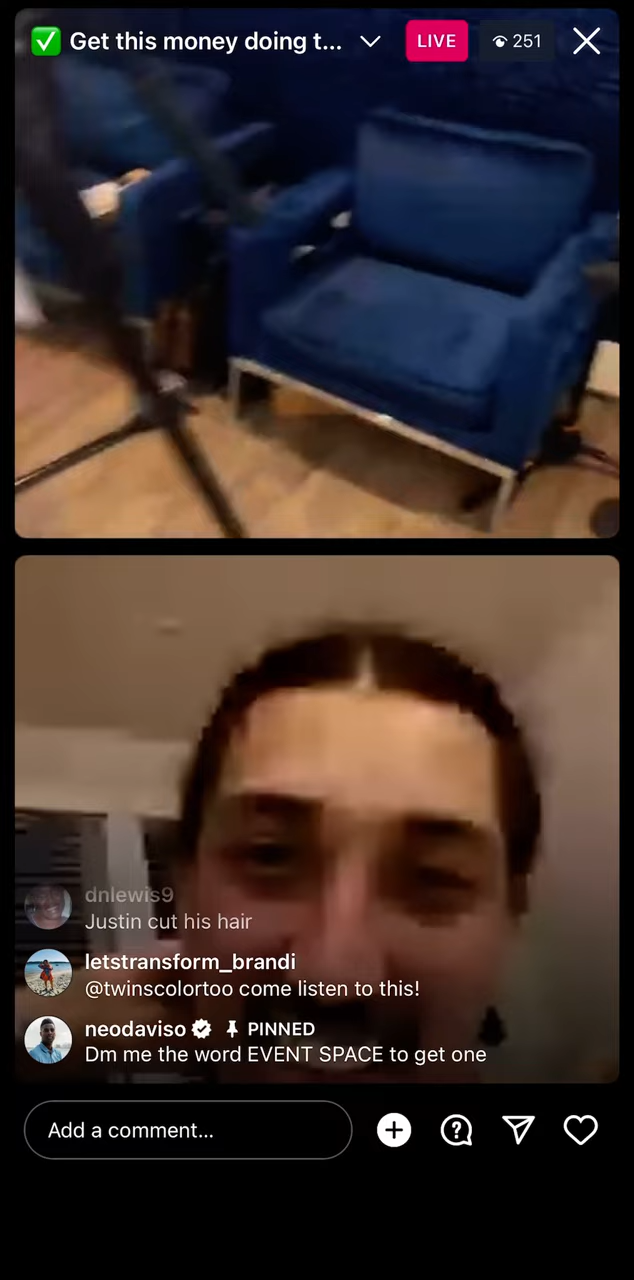 ✅ Get this money doing t...
LIVE
251
dnlewis9
Justin cut his hair
letstransform_brandi
@twinscolortoo come listen to this!
neodaviso PINNED
Dm me the word EVENT SPACE to get one
Add a comment...